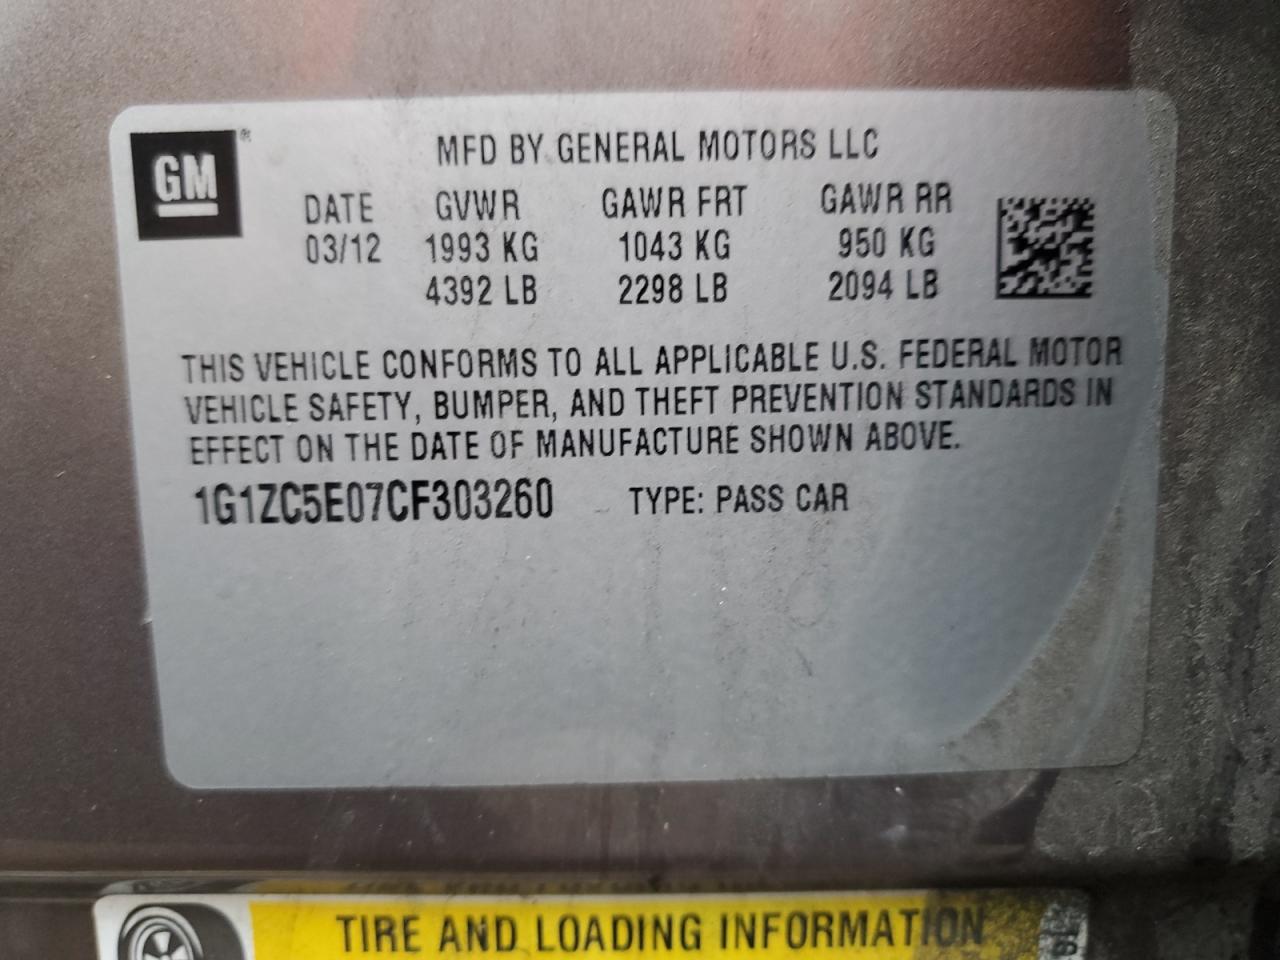 GM ®
MFD BY GENERAL MOTORS LLC
DATE GVWR GAWR FRT GAWR RR
03/12 1993 KG 1043 KG 950 KG
4392 LB 2298 LB 2094 LB
THIS VEHICLE CONFORMS TO ALL APPLICABLE U.S. FEDERAL MOTOR
VEHICLE SAFETY, BUMPER, AND THEFT PREVENTION STANDARDS IN
EFFECT ON THE DATE OF MANUFACTURE SHOWN ABOVE.
1G1ZC5E07CF303260 TYPE: PASS CAR
TIRE AND LOADING INFORMATION